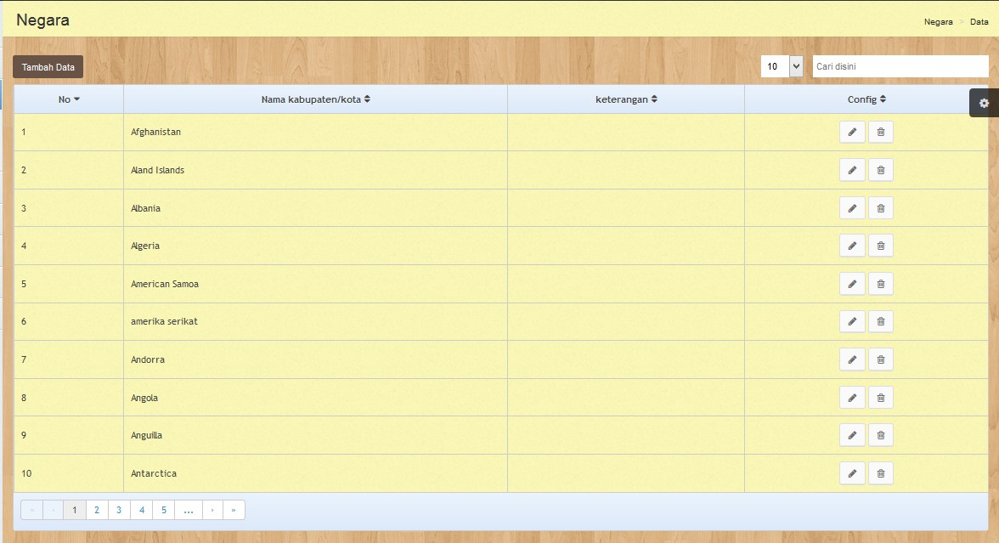 Negara
Negara > Data
Tambah Data
10
Cari disini
No Nama kabupaten/kota keterangan Config
1 Afghanistan
2 Aland Islands
3 Albania
4 Algeria
5 American Samoa
6 amerika serikat
7 Andorra
8 Angola
9 Anguilla
10 Antarctica
« ‹ 1 2 3 4 5 ... › »